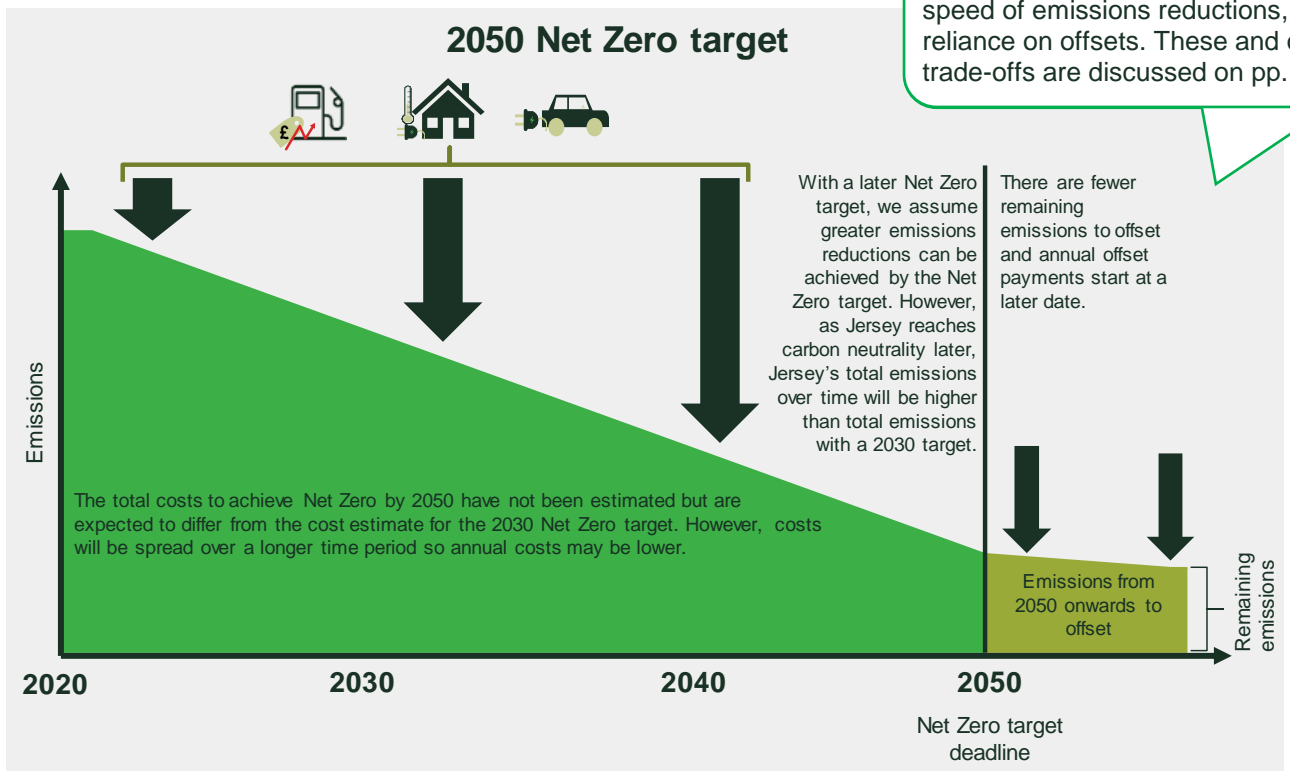 speed of emissions reductions,
reliance on offsets. These and
trade-offs are discussed on pp.
2050 Net Zero target
£
With a later Net Zero
target, we assume
greater emissions
reductions can be
achieved by the Net
Zero target. However,
as Jersey reaches
carbon neutrality later,
Jersey's total emissions
over time will be higher
than total emissions
with a 2030 target.
There are fewer
remaining
emissions to offset
and annual offset
payments start at a
later date.
Emissions
The total costs to achieve Net Zero by 2050 have not been estimated but are
expected to differ from the cost estimate for the 2030 Net Zero target. However, costs
will be spread over a longer time period so annual costs may be lower.
Emissions from
2050 onwards to
offset
Remaining
emissions
2020
2030
2040
2050
Net Zero target
deadline